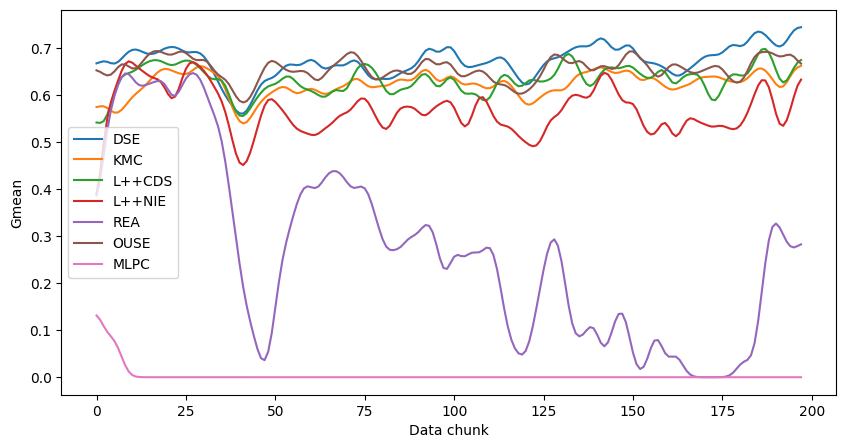 0.7
0.6
0.5
0.4
0.3
0.2
0.1
0.0
Gmean
DSE
KMC
L++CDS
L++NIE
REA
OUSE
MLPC
0 25 50 75 100 125 150 175 200
Data chunk